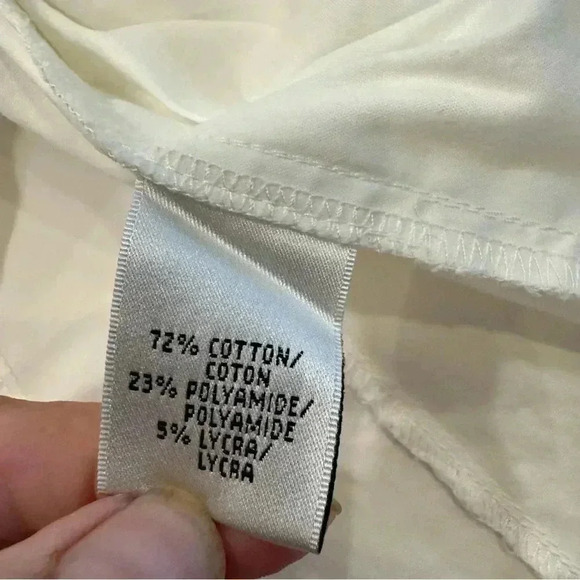 72% COTTON/
COTON
23% POLYAMIDE/
POLYAMIDE
5% LYCRA/
LYCRA